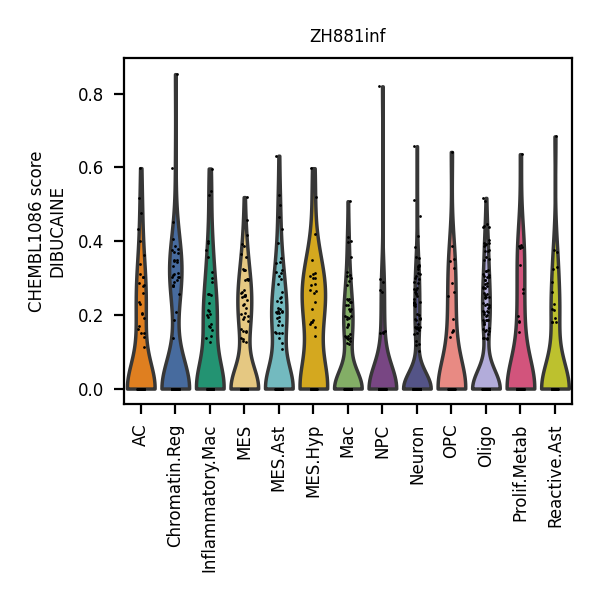 ZH881inf
CHEMBL1086 score
DIBUCAINE
0.8
0.6
0.4
0.2
0.0
AC
Chromatin.Reg
Inflammatory.Mac
MES
MES.Ast
MES.Hyp
Mac
NPC
Neuron
OPC
Oligo
Prolif.Metab
Reactive.Ast